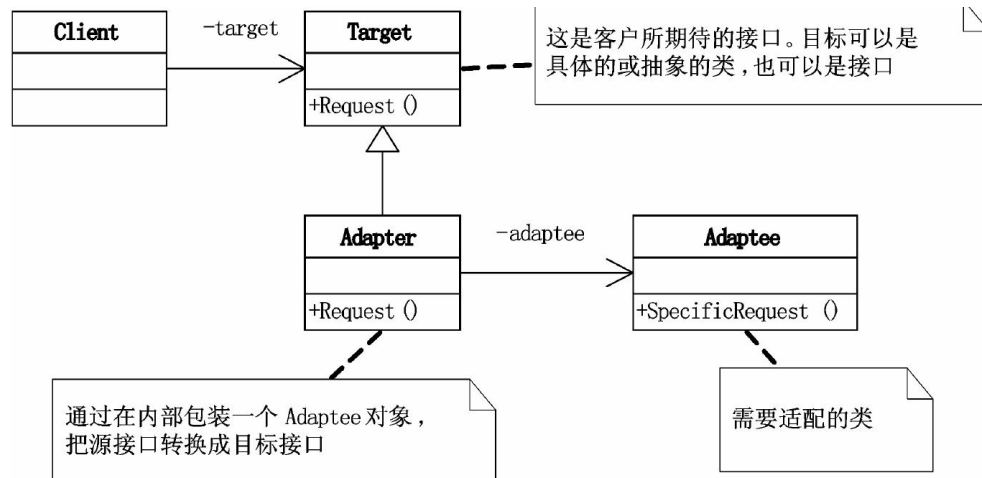 Client
-target
Target
+Request()
这是客户所期待的接口。目标可以是
具体的或抽象的类,也可以是接口
Adapter
+Request()
-adaptee
Adaptee
+SpecificRequest ()
通过在内部包装一个 Adaptee 对象,
把源接口转换成目标接口
需要适配的类